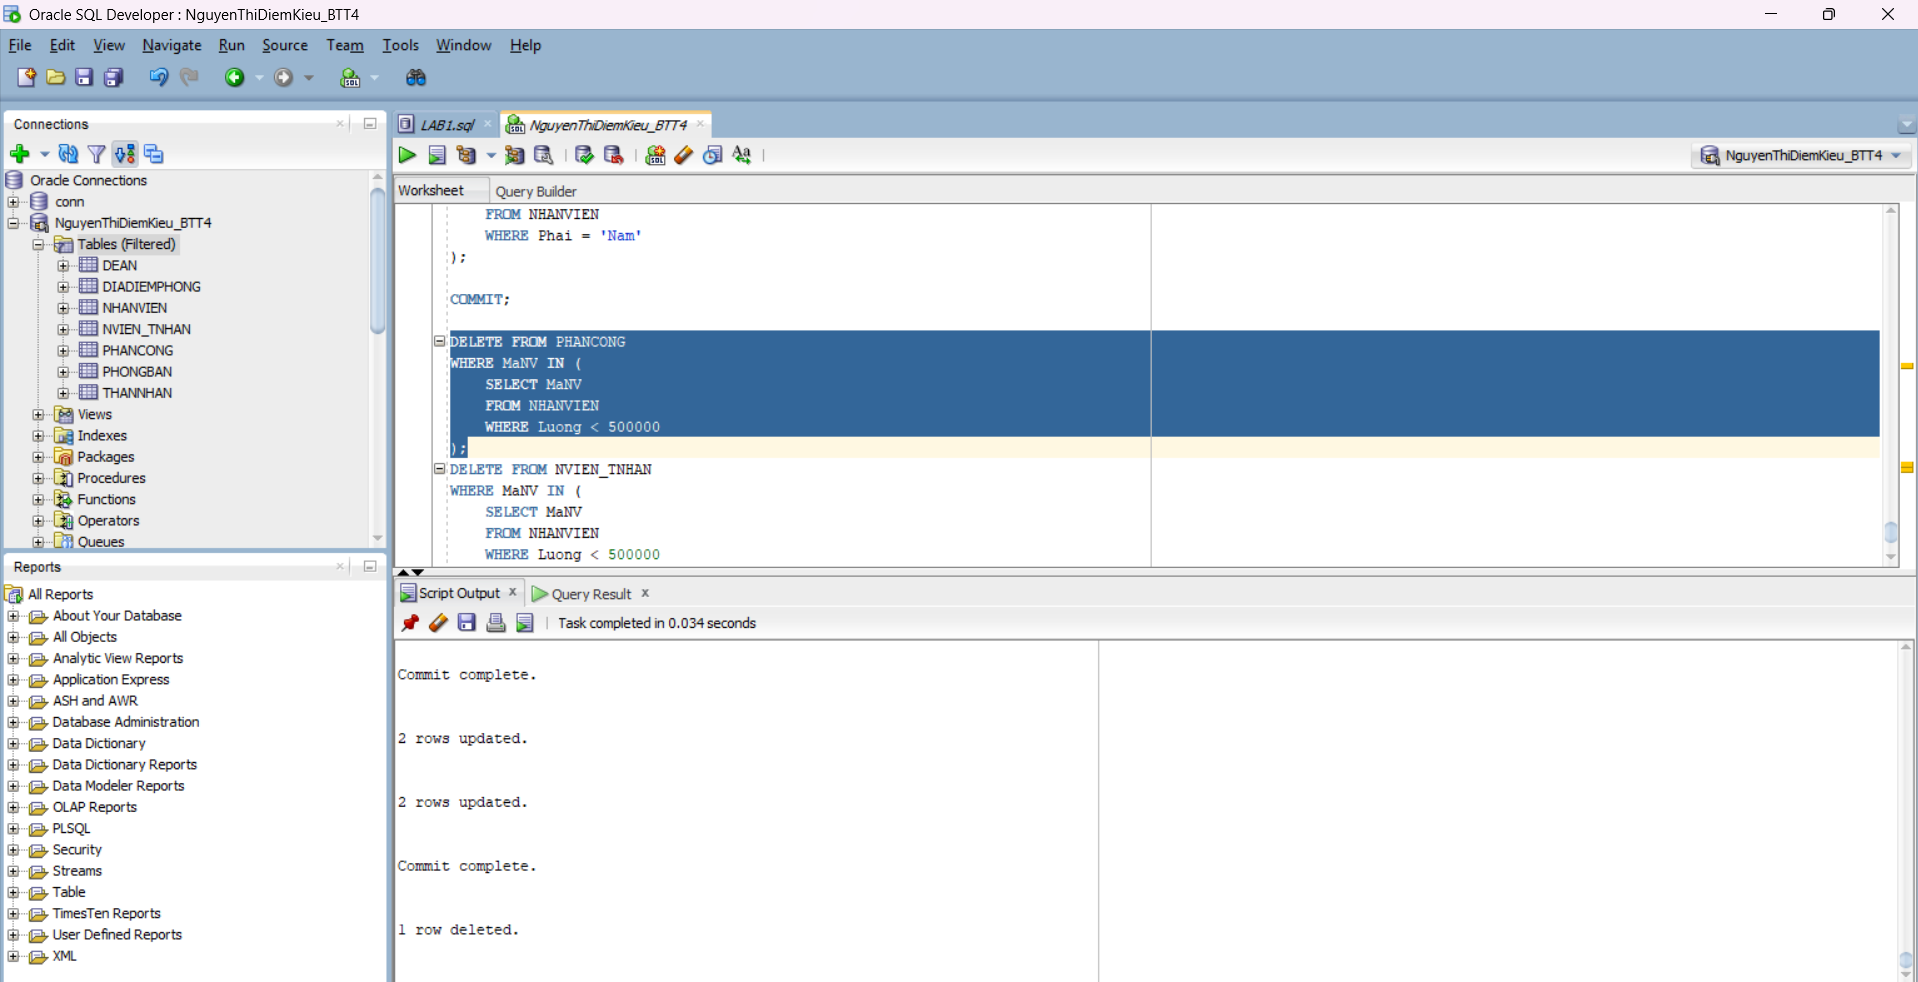 Oracle SQL Developer : NguyenThiDiemKieu_BTT4
File Edit View Navigate Run Source Team Tools Window Help
Connections
Oracle Connections
conn
NguyenThiDiemKieu_BTT4
Tables (Filtered)
DEAN
DIADIEMPHONG
NHANVIEN
NVIEN_TNHAN
PHANCONG
PHONGBAN
THANNHAN
Views
Indexes
Packages
Procedures
Functions
Operators
Queues
Reports
All Reports
About Your Database
All Objects
Analytic View Reports
Application Express
ASH and AWR
Database Administration
Data Dictionary
Data Dictionary Reports
Data Modeler Reports
OLAP Reports
PLSQL
Security
Streams
Table
TimesTen Reports
User Defined Reports
XML
LAB1.sql NguyenThiDiemKieu_BTT4
NguyenThiDiemKieu_BTT4
Worksheet Query Builder
FROM NHANVIEN
WHERE Phai = 'Nam'
);
COMMIT;
DELETE FROM PHANCONG
WHERE MaNV IN (
SELECT MaNV
FROM NHANVIEN
WHERE Luong < 500000
);
DELETE FROM NVIEN_TNHAN
WHERE MaNV IN (
SELECT MaNV
FROM NHANVIEN
WHERE Luong < 500000
Script Output x Query Result x
Task completed in 0.034 seconds
Commit complete.
2 rows updated.
2 rows updated.
Commit complete.
1 row deleted.